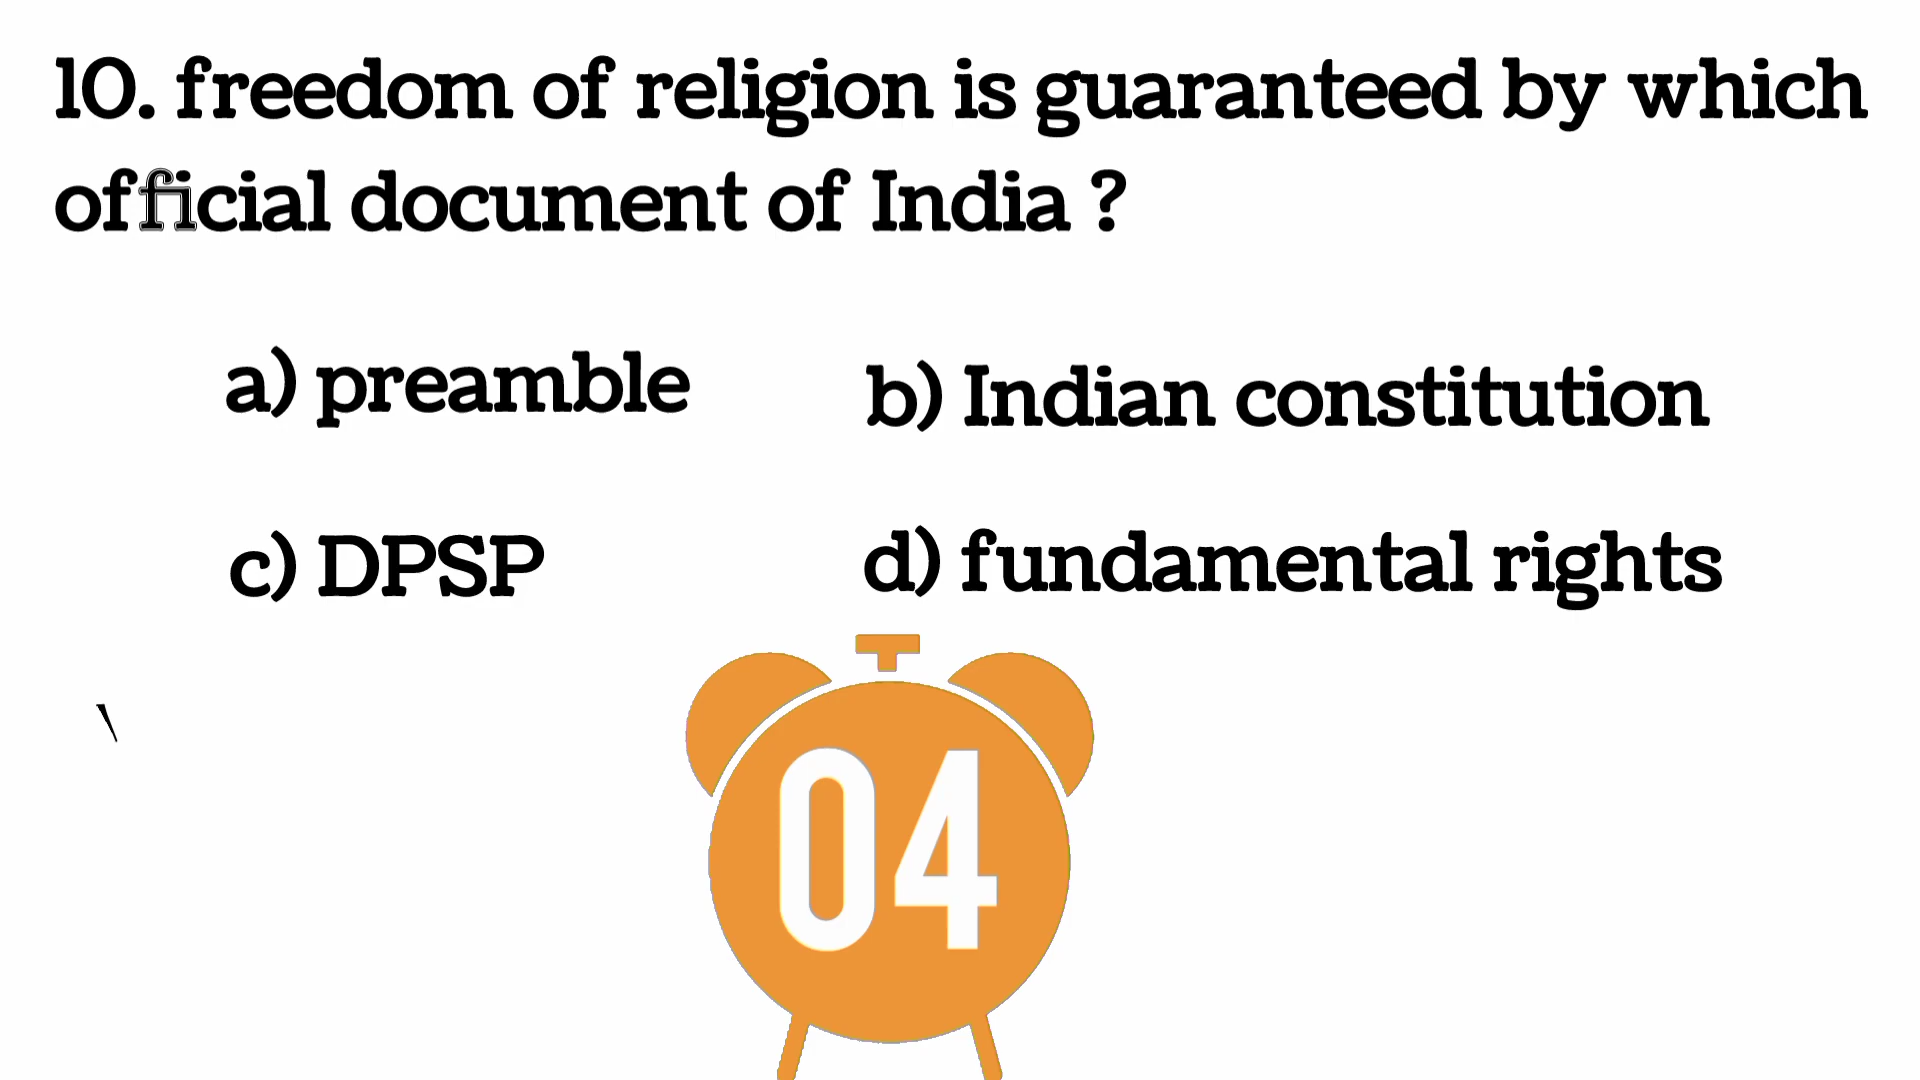 10. freedom of religion is guaranteed by which
official document of India ?
a) preamble
b) Indian constitution
c) DPSP
d) fundamental rights
04